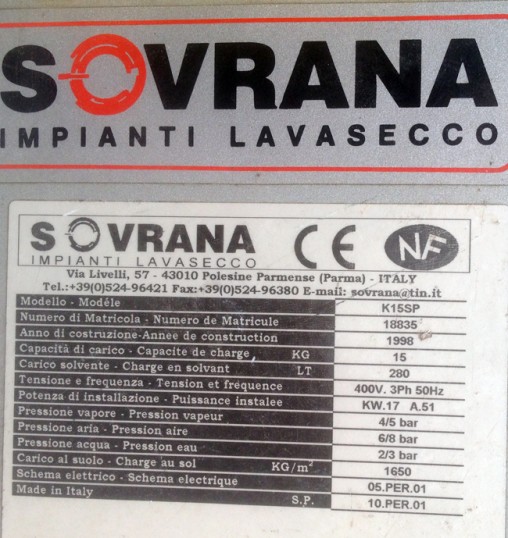 SOVRANA
IMPIANTI LAVASECCO
SOVRANA
IMPIANTI LAVASECCO
CE
NF
Via Livelli, 57 - 43010 Polesine Parmense (Parma) - ITALY
Tel.:+39(0)524-96421 Fax:+39(0)524-96380 E-mail: sovrana@tin.it
Modello - Modéle K15SP
Numero di Matricola - Numero de Matricule 18835
Anno di costruzione-Annee de construction 1998
Capacità di carico - Capacite de charge, KG 15
Carico solvente - Charge en solvant LT 280
Tensione e frequenza - Tension et fréquence 400V. 3Ph 50Hz
Potenza di installazione - Puissance instalee KW.17 A.51
Pressione vapore - Pression vapeur 4/5 bar
Pressione aria - Pression aire 6/8 bar
Pressione acqua - Pression eau 2/3 bar
Carico al suolo - Charge au sol KG/m² 1650
Schema elettrico - Schema electrique 05.PER.01
Made in Italy S.P. 10.PER.01